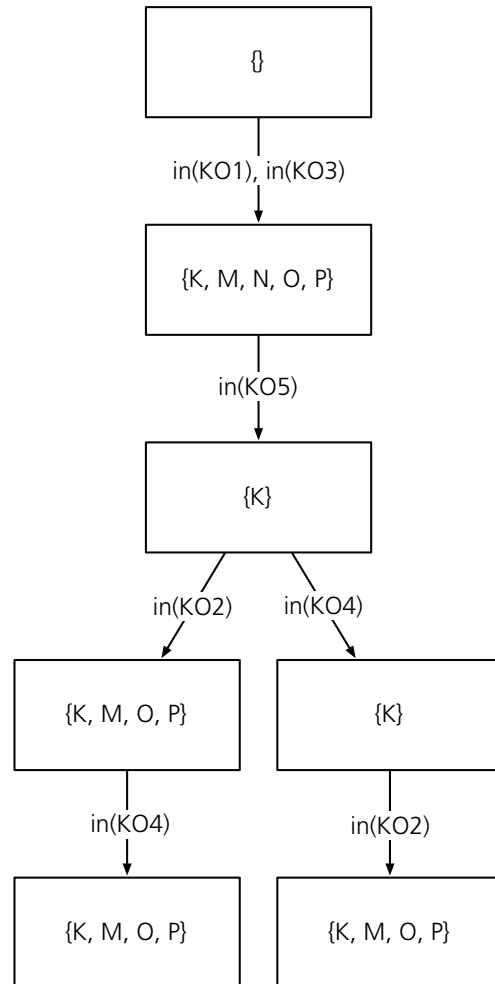 {}
in(KO1), in(KO3)
{K, M, N, O, P}
in(KO5)
{K}
in(KO2)
in(KO4)
{K, M, O, P}
{K}
in(KO4)
in(KO2)
{K, M, O, P}
{K, M, O, P}